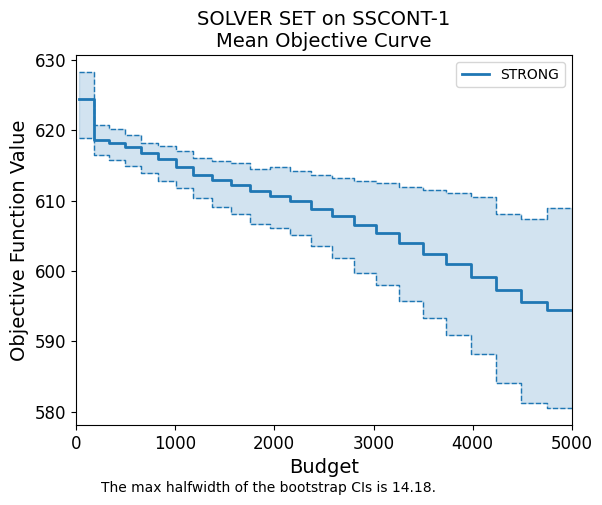 SOLVER SET on SSCONT-1
Mean Objective Curve
STRONG
Objective Function Value
630
620
610
600
590
580
0 1000 2000 3000 4000 5000
Budget
The max halfwidth of the bootstrap CIs is 14.18.